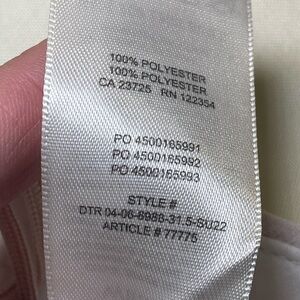 100% POLYESTER
100% POLYESTER
CA 23725 RN 122354
PO 4500165991
PO 4500165992
PO 4500165993
STYLE #
DTR 04-06-6988-31.5-SU22
ARTICLE # 77775